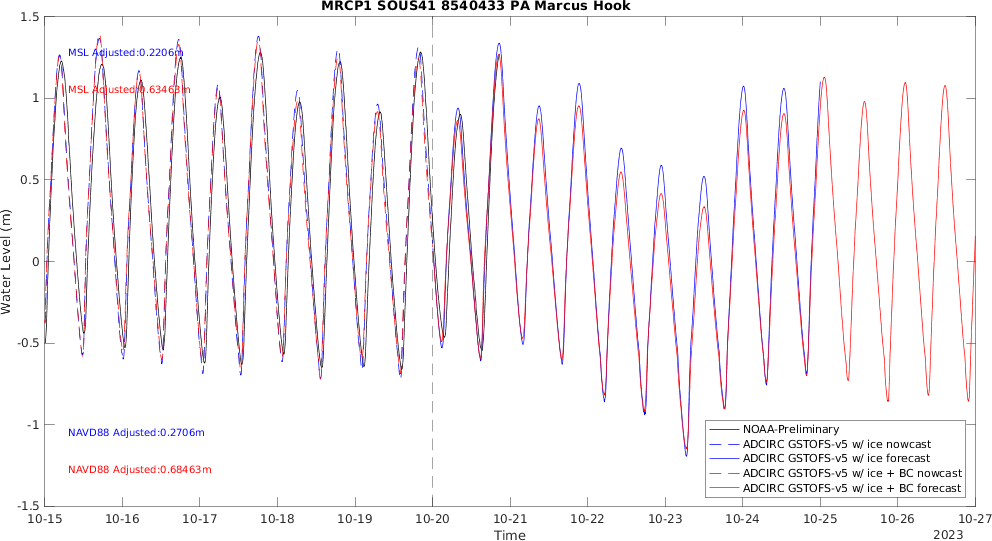 MRCP1 SOUS41 8540433 PA Marcus Hook
1.5
1
0.5
0
-0.5
-1
-1.5
Water Level (m)
MSL Adjusted:0.2206m
MSL Adjusted:0.63463m
NAVD88 Adjusted:0.2706m
NAVD88 Adjusted:0.68463m
NOAA-Preliminary
ADCIRC GSTOFS-v5 w/ ice nowcast
ADCIRC GSTOFS-v5 w/ ice forecast
ADCIRC GSTOFS-v5 w/ ice + BC nowcast
ADCIRC GSTOFS-v5 w/ ice + BC forecast
10-15 10-16 10-17 10-18 10-19 10-20 10-21 10-22 10-23 10-24 10-25 10-26 10-27
Time
2023